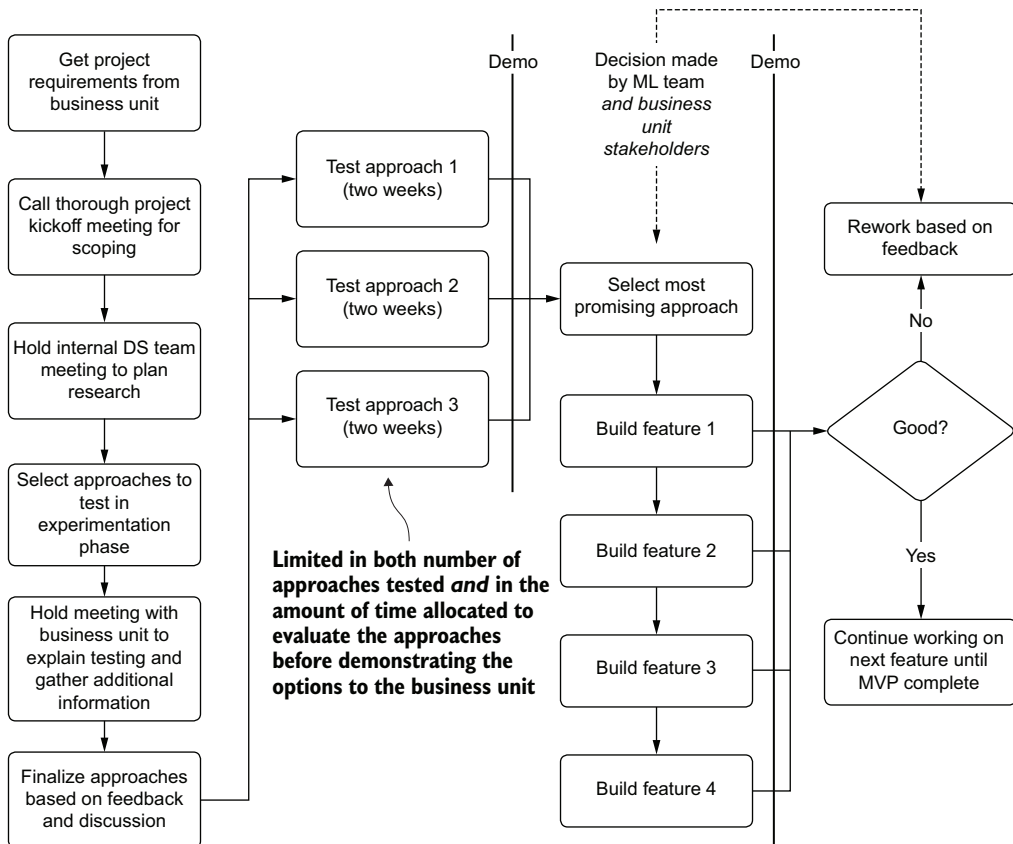 Get project
requirements from
business unit
Call thorough project
kickoff meeting for
scoping
Hold internal DS team
meeting to plan
research
Select approaches to
test in
experimentation
phase
Hold meeting with
business unit to
explain testing and
gather additional
information
Finalize approaches
based on feedback
and discussion
Test approach 1
(two weeks)
Test approach 2
(two weeks)
Test approach 3
(two weeks)
Limited in both number of
approaches tested and in the
amount of time allocated to
evaluate the approaches
before demonstrating the
options to the business unit
Demo
Decision made
by ML team
and business
unit
stakeholders
Select most
promising approach
Build feature 1
Build feature 2
Build feature 3
Build feature 4
Demo
Rework based on
feedback
No
Good?
Yes
Continue working on
next feature until
MVP complete